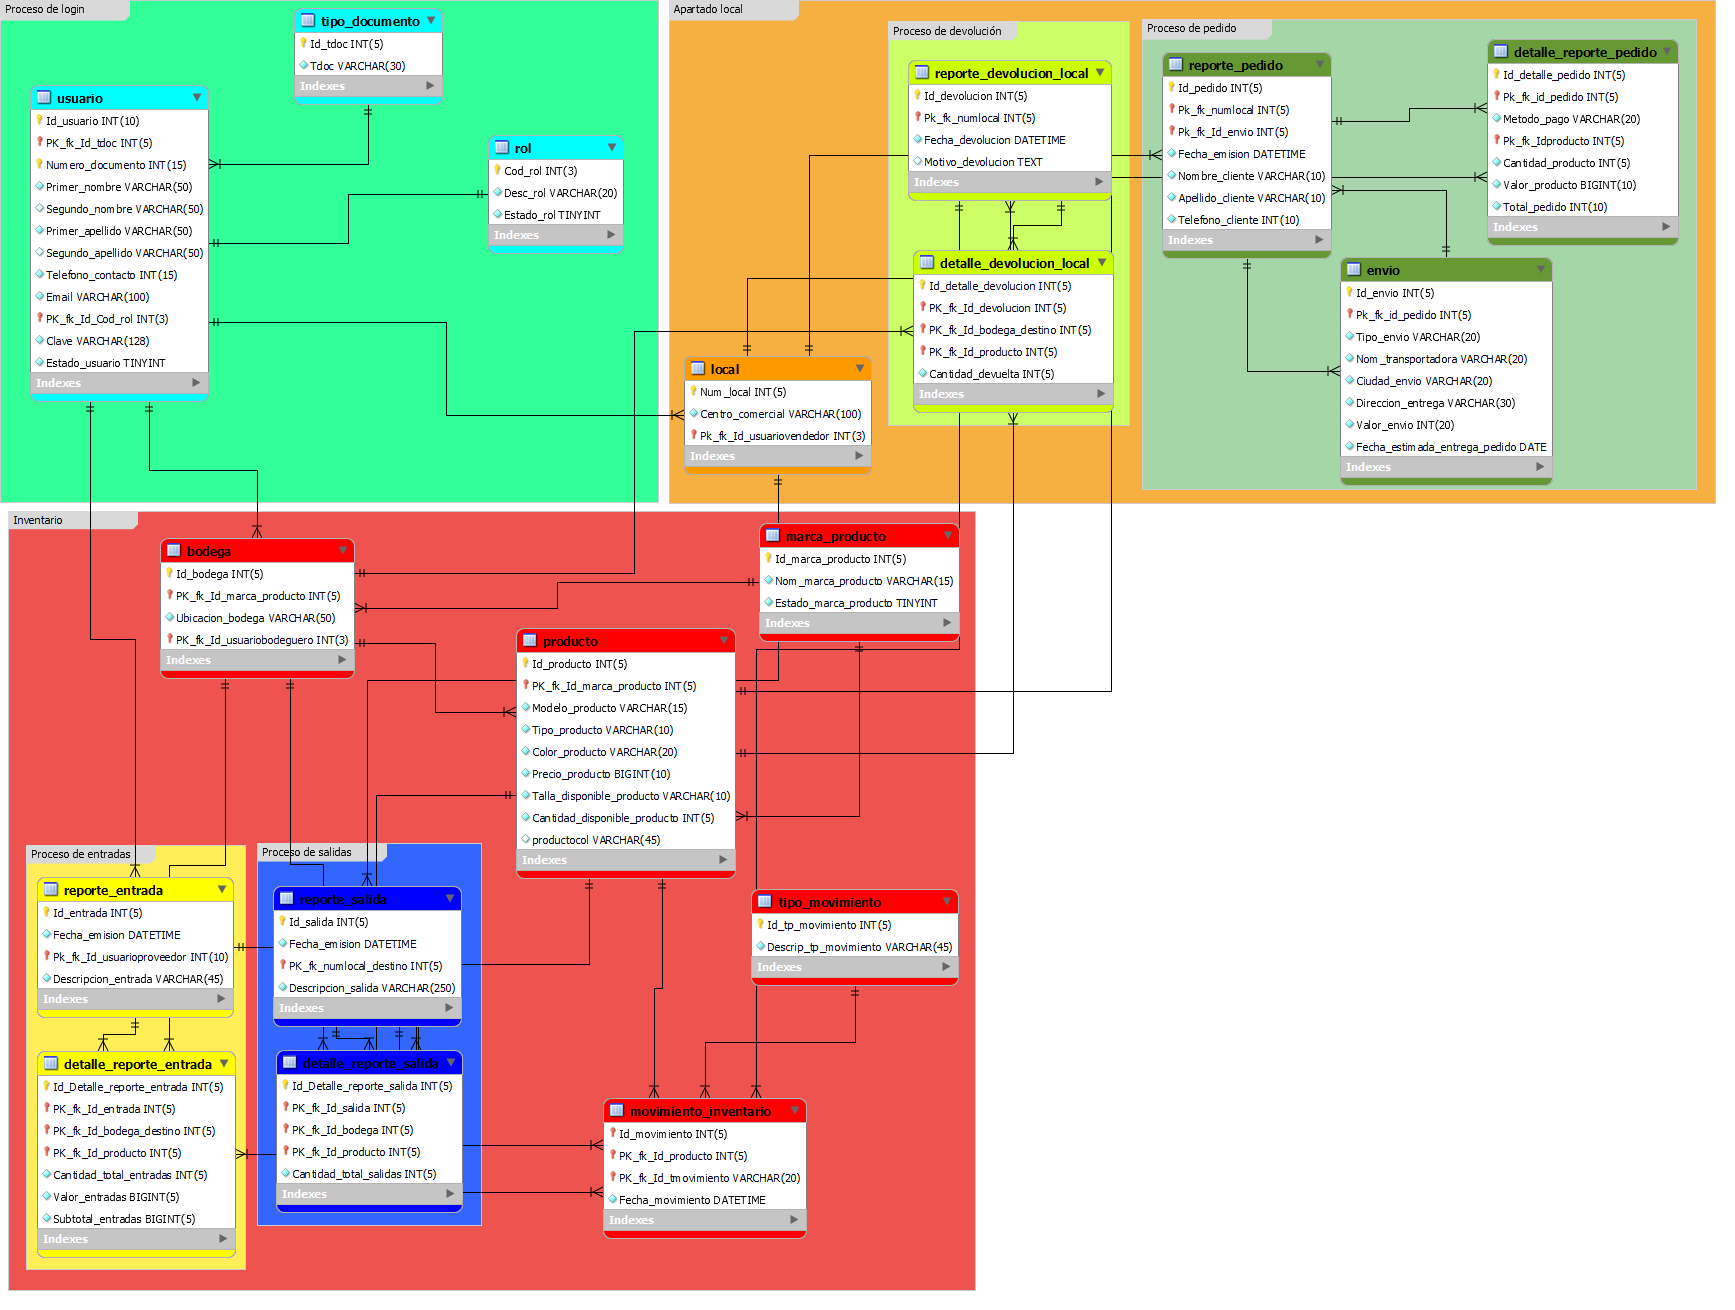 Proceso de login
tipo_documento
Id_tdoc INT(5)
Tdoc VARCHAR(30)
Indexes
usuario
Id_usuario INT(10)
PK_fk_Id_tdoc INT(5)
Numero_documento INT(15)
Primer_nombre VARCHAR(50)
Segundo_nombre VARCHAR(50)
Primer_apellido VARCHAR(50)
Segundo_apellido VARCHAR(50)
Telefono_contacto INT(15)
Email VARCHAR(100)
PK_fk_Id_Cod_rol INT(3)
Clave VARCHAR(128)
Estado_usuario TINYINT
Indexes
rol
Cod_rol INT(3)
Desc_rol VARCHAR(20)
Estado_rol TINYINT
Indexes
Apartado local
Proceso de devolución
reporte_devolucion_local
Id_devolucion INT(5)
Pk_fk_numlocal INT(5)
Fecha_devolucion DATETIME
Motivo_devolucion TEXT
Indexes
detalle_devolucion_local
Id_detalle_devolucion INT(5)
PK_fk_Id_devolucion INT(5)
PK_fk_Id_bodega_destino INT(5)
PK_fk_Id_producto INT(5)
Cantidad_devuelta INT(5)
Indexes
local
Num_local INT(5)
Centro_comercial VARCHAR(100)
Pk_fk_Id_usuariovendedor INT(3)
Indexes
Proceso de pedido
reporte_pedido
Id_pedido INT(5)
Pk_fk_numlocal INT(5)
Pk_fk_Id_envio INT(5)
Fecha_emision DATETIME
Nombre_cliente VARCHAR(10)
Apellido_cliente VARCHAR(10)
Telefono_cliente INT(10)
Indexes
detalle_reporte_pedido
Id_detalle_pedido INT(5)
Pk_fk_id_pedido INT(5)
Metodo_pago VARCHAR(20)
Pk_fk_Idproducto INT(5)
Cantidad_producto INT(5)
Valor_producto BIGINT(10)
Total_pedido INT(10)
Indexes
envio
Id_envio INT(5)
Pk_fk_id_pedido INT(5)
Tipo_envio VARCHAR(20)
Nom_transportadora VARCHAR(20)
Ciudad_envio VARCHAR(20)
Direccion_entrega VARCHAR(30)
Valor_envio INT(20)
Fecha_estimada_entrega_pedido DATE
Indexes
Inventario
bodega
Id_bodega INT(5)
PK_fk_Id_marca_producto INT(5)
Ubicacion_bodega VARCHAR(50)
PK_fk_Id_usuariobodeguero INT(3)
Indexes
marca_producto
Id_marca_producto INT(5)
Nom_marca_producto VARCHAR(15)
Estado_marca_producto TINYINT
Indexes
producto
Id_producto INT(5)
PK_fk_Id_marca_producto INT(5)
Modelo_producto VARCHAR(15)
Tipo_producto VARCHAR(10)
Color_producto VARCHAR(20)
Precio_producto BIGINT(10)
Talla_disponible_producto VARCHAR(10)
Cantidad_disponible_producto INT(5)
productocol VARCHAR(45)
Indexes
Proceso de entradas
reporte_entrada
Id_entrada INT(5)
Fecha_emision DATETIME
Pk_fk_Id_usuarioproveedor INT(10)
Descripcion_entrada VARCHAR(45)
Indexes
detalle_reporte_entrada
Id_Detalle_reporte_entrada INT(5)
PK_fk_Id_entrada INT(5)
PK_fk_Id_bodega_destino INT(5)
PK_fk_Id_producto INT(5)
Cantidad_total_entradas INT(5)
Valor_entradas BIGINT(5)
Subtotal_entradas BIGINT(5)
Indexes
Proceso de salidas
reporte_salida
Id_salida INT(5)
Fecha_emision DATETIME
PK_fk_numlocal_destino INT(5)
Descripcion_salida VARCHAR(250)
Indexes
detalle_reporte_salida
Id_Detalle_reporte_salida INT(5)
PK_fk_Id_salida INT(5)
PK_fk_Id_bodega INT(5)
PK_fk_Id_producto INT(5)
Cantidad_total_salidas INT(5)
Indexes
tipo_movimiento
Id_tp_movimiento INT(5)
Descrip_tp_movimiento VARCHAR(45)
Indexes
movimiento_inventario
Id_movimiento INT(5)
PK_fk_Id_producto INT(5)
PK_fk_Id_tmovimiento VARCHAR(20)
Fecha_movimiento DATETIME
Indexes